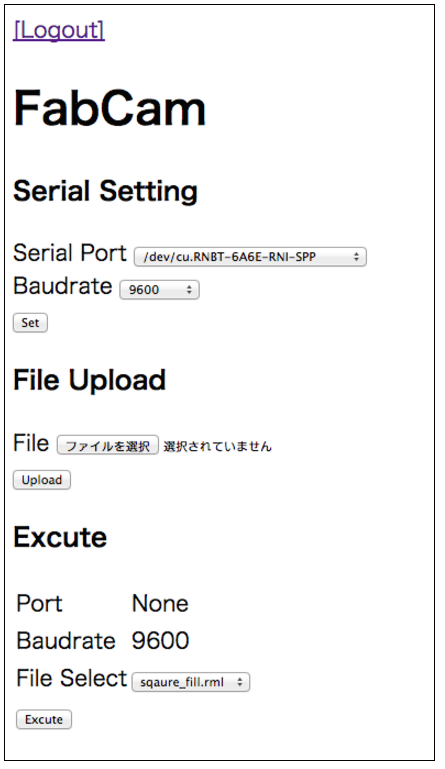 [Logout]
FabCam
Serial Setting
Serial Port /dev/cu.RNBT-6A6E-RNI-SPP
Baudrate 9600
Set
File Upload
File ファイルを選択 選択されていません
Upload
Excute
Port None
Baudrate 9600
File Select sqaure_fill.rml
Excute